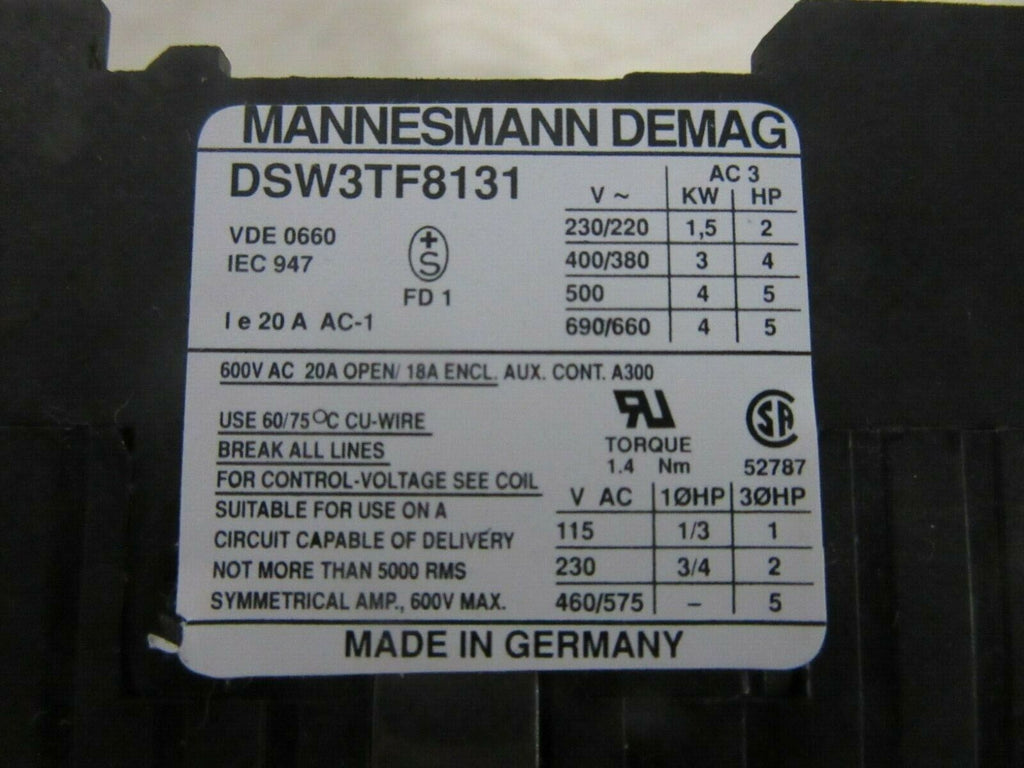 MANNESMANN DEMAG
DSW3TF8131
VDE 0660
IEC 947
+
S
FD 1
I e 20 A AC-1
AC 3
V ~ KW HP
230/220 1,5 2
400/380 3 4
500 4 5
690/660 4 5
600V AC 20A OPEN/ 18A ENCL. AUX. CONT. A300
USE 60/75°C CU-WIRE
BREAK ALL LINES
FOR CONTROL-VOLTAGE SEE COIL
SUITABLE FOR USE ON A
CIRCUIT CAPABLE OF DELIVERY
NOT MORE THAN 5000 RMS
SYMMETRICAL AMP., 600V MAX.
RU
SA
TORQUE
1.4 Nm 52787
V AC 1ØHP 3ØHP
115 1/3 1
230 3/4 2
460/575 – 5
MADE IN GERMANY